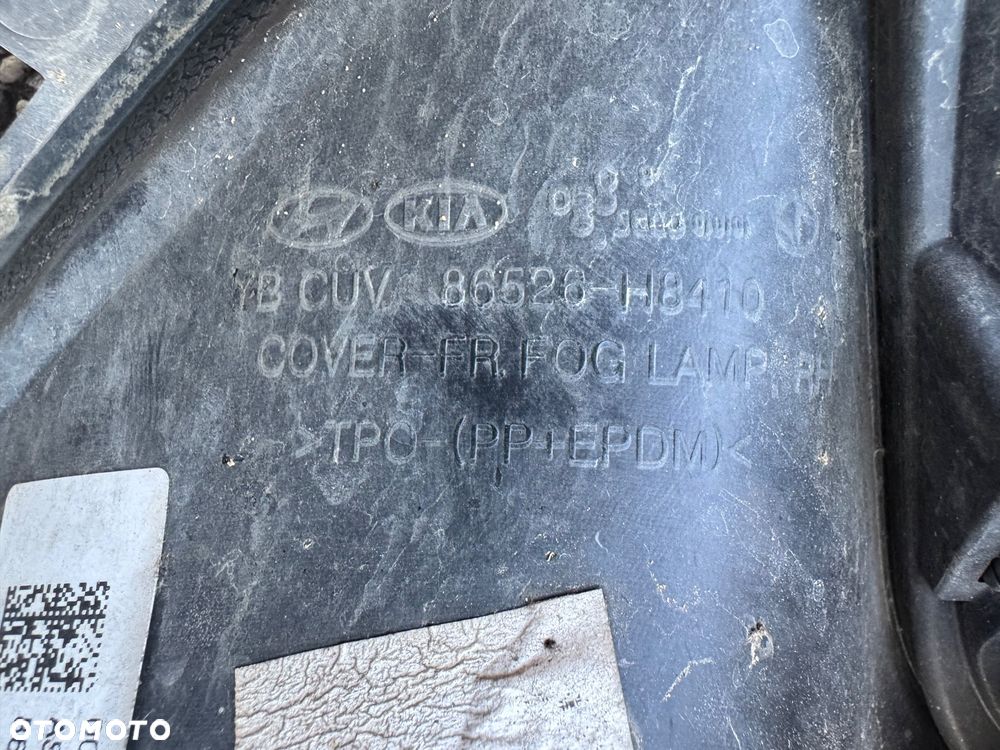 KIA
YB CUV 86526-H8410
COVER-FR.FOG LAMP, RH
>TPO-(PP+EPDM)<
OTOMOTO